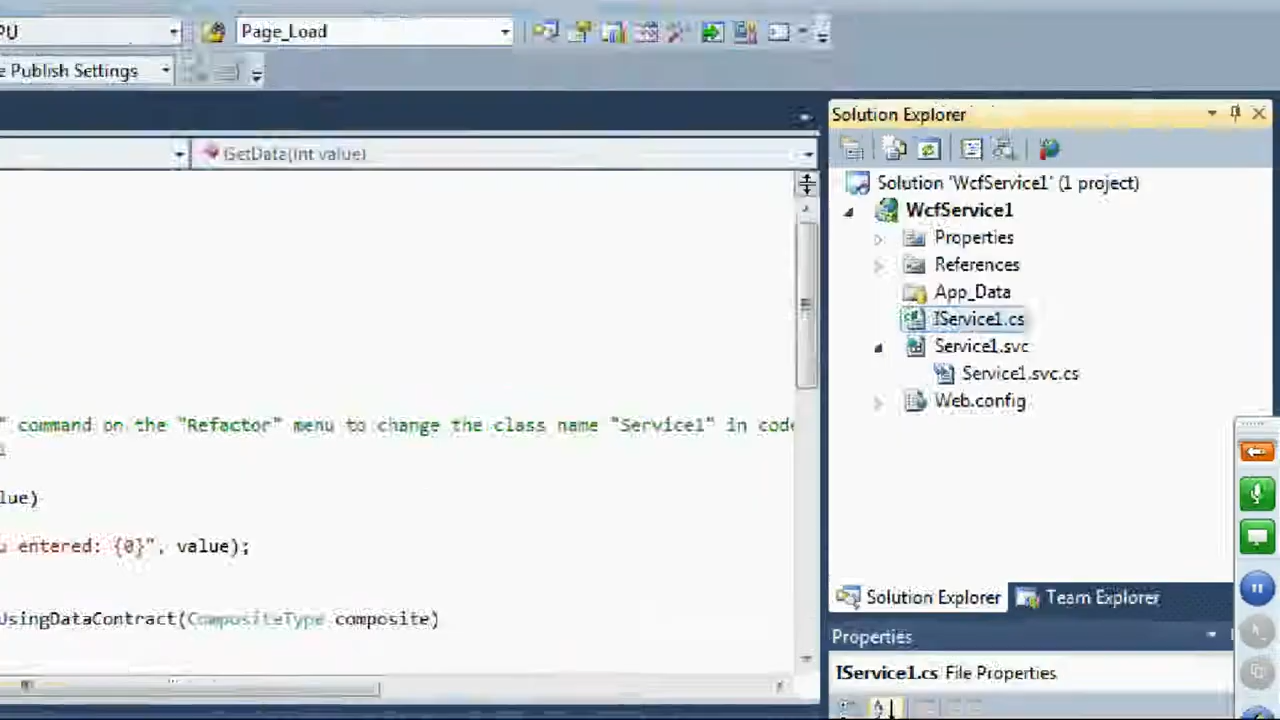 PU
Page_Load
e Publish Settings
GetData(int value)
" command on the "Refactor" menu to change the class name "Service1" in code
1
lue)
u entered: {0}", value);
UsingDataContract(CompositeType composite)
Solution Explorer
Solution 'WcfService1' (1 project)
WcfService1
Properties
References
App_Data
IService1.cs
Service1.svc
Service1.svc.cs
Web.config
Solution Explorer
Team Explorer
Properties
IService1.cs File Properties